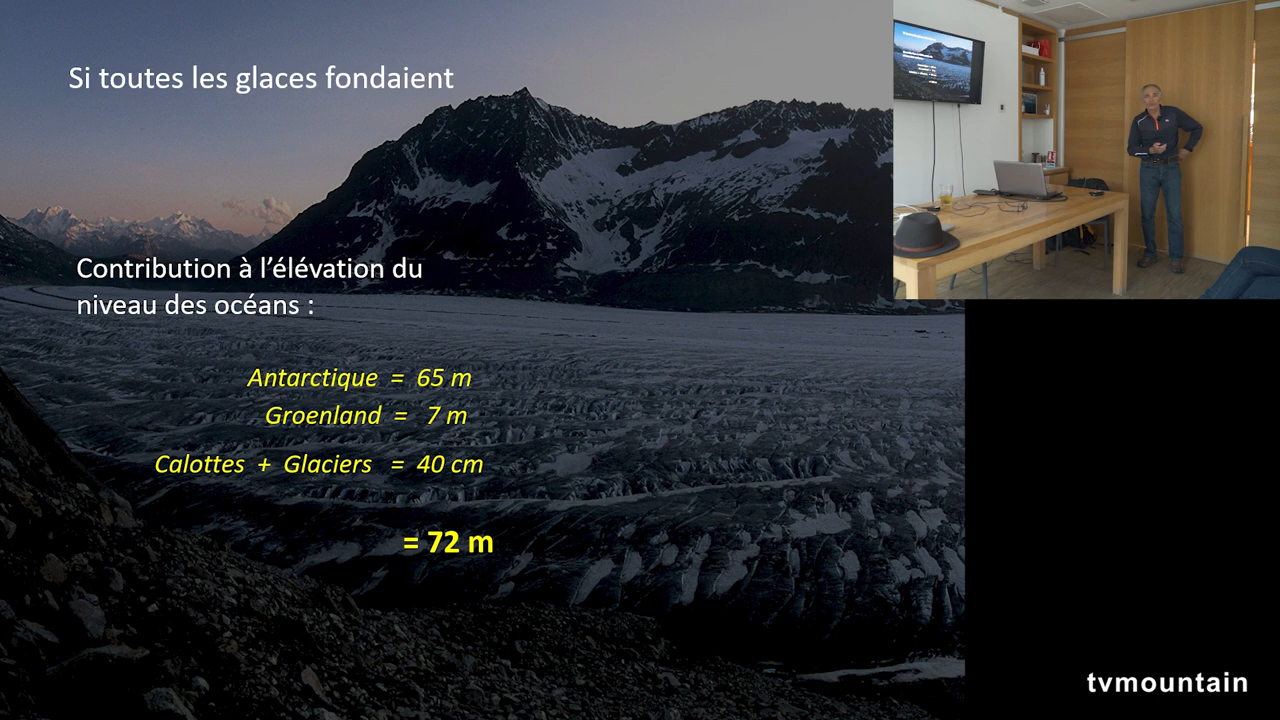 Si toutes les glaces fondaient
Contribution à l’élévation du
niveau des océans :
Antarctique = 65 m
Groenland = 7 m
Calottes + Glaciers = 40 cm
= 72 m
tvmountain